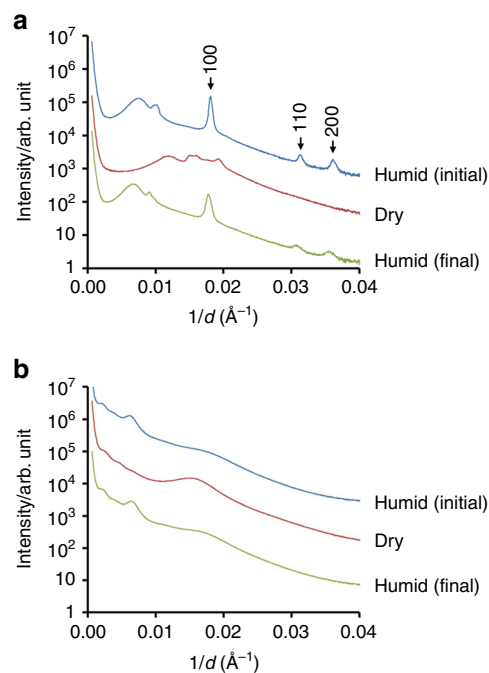 a
Intensity/arb. unit
10⁷
10⁶
10⁵
10⁴
10³
10²
10
1
100
110
200
Humid (initial)
Dry
Humid (final)
0.00 0.01 0.02 0.03 0.04
1/d (Å⁻¹)
b
Intensity/arb. unit
10⁷
10⁶
10⁵
10⁴
10³
10²
10
1
Humid (initial)
Dry
Humid (final)
0.00 0.01 0.02 0.03 0.04
1/d (Å⁻¹)